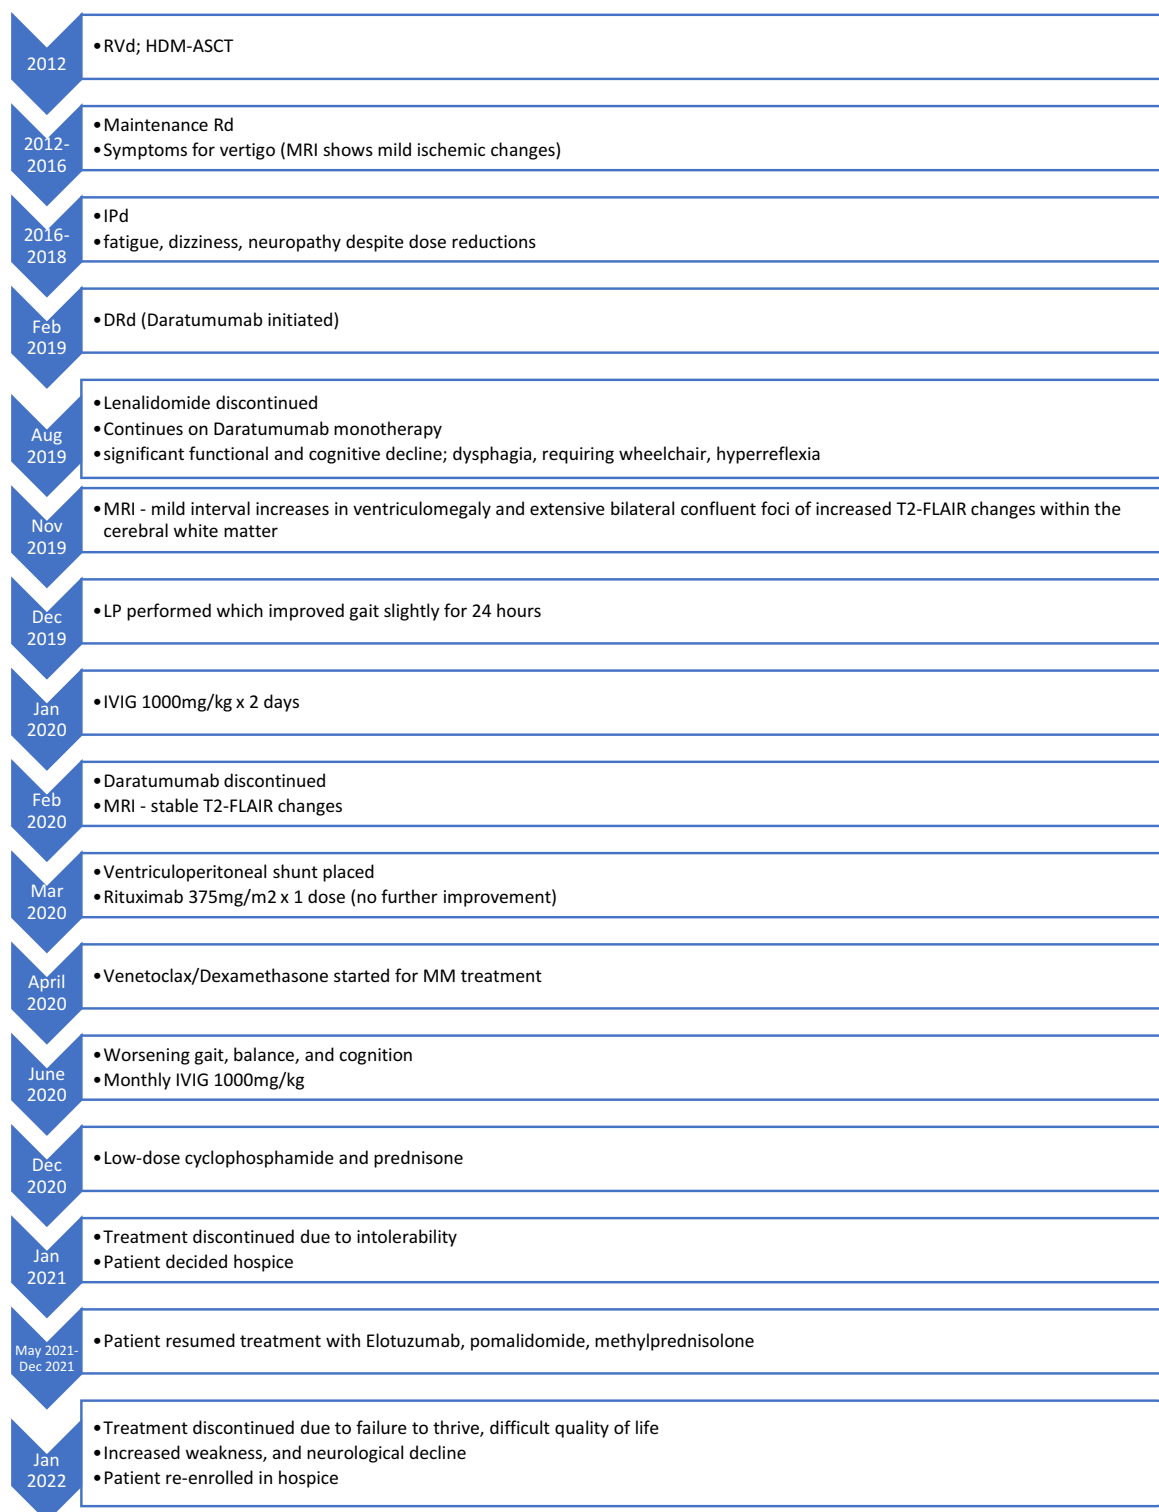 2012
•RVd; HDM-ASCT
2012-
2016
•Maintenance Rd
•Symptoms for vertigo (MRI shows mild ischemic changes)
2016-
2018
•IPd
•fatigue, dizziness, neuropathy despite dose reductions
Feb
2019
•DRd (Daratumumab initiated)
Aug
2019
•Lenalidomide discontinued
•Continues on Daratumumab monotherapy
•significant functional and cognitive decline; dysphagia, requiring wheelchair, hyperreflexia
Nov
2019
•MRI - mild interval increases in ventriculomegaly and extensive bilateral confluent foci of increased T2-FLAIR changes within the
cerebral white matter
Dec
2019
•LP performed which improved gait slightly for 24 hours
Jan
2020
•IVIG 1000mg/kg x 2 days
Feb
2020
•Daratumumab discontinued
•MRI - stable T2-FLAIR changes
Mar
2020
•Ventriculoperitoneal shunt placed
•Rituximab 375mg/m2 x 1 dose (no further improvement)
April
2020
•Venetoclax/Dexamethasone started for MM treatment
June
2020
•Worsening gait, balance, and cognition
•Monthly IVIG 1000mg/kg
Dec
2020
•Low-dose cyclophosphamide and prednisone
Jan
2021
•Treatment discontinued due to intolerability
•Patient decided hospice
May 2021-
Dec 2021
•Patient resumed treatment with Elotuzumab, pomalidomide, methylprednisolone
Jan
2022
•Treatment discontinued due to failure to thrive, difficult quality of life
•Increased weakness, and neurological decline
•Patient re-enrolled in hospice